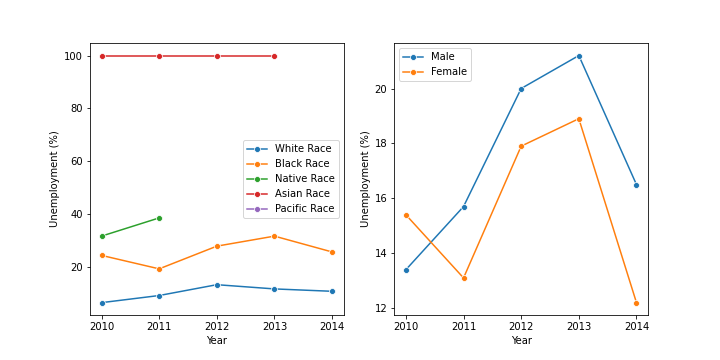 100
80
60
40
20
Unemployment (%)
White Race
Black Race
Native Race
Asian Race
Pacific Race
2010 2011 2012 2013 2014
Year
20
18
16
14
12
Unemployment (%)
Male
Female
2010 2011 2012 2013 2014
Year